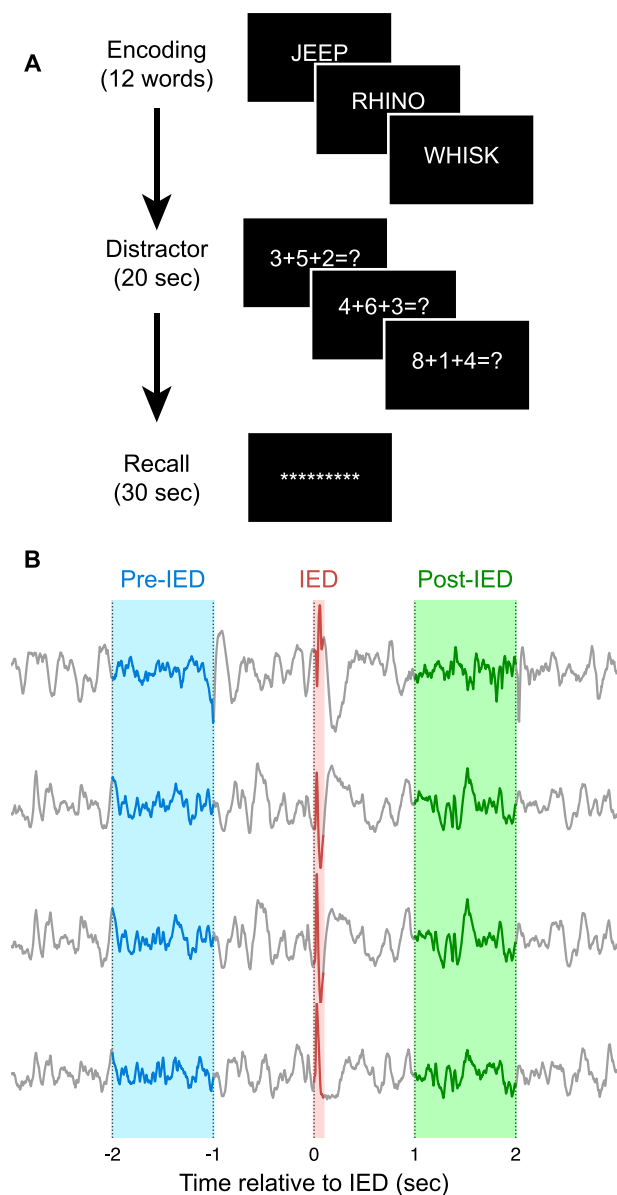 A
Encoding
(12 words)
JEEP
RHINO
WHISK
Distractor
(20 sec)
3+5+2=?
4+6+3=?
8+1+4=?
Recall
(30 sec)
*********
B
Pre-IED IED Post-IED
-2 -1 0 1 2
Time relative to IED (sec)